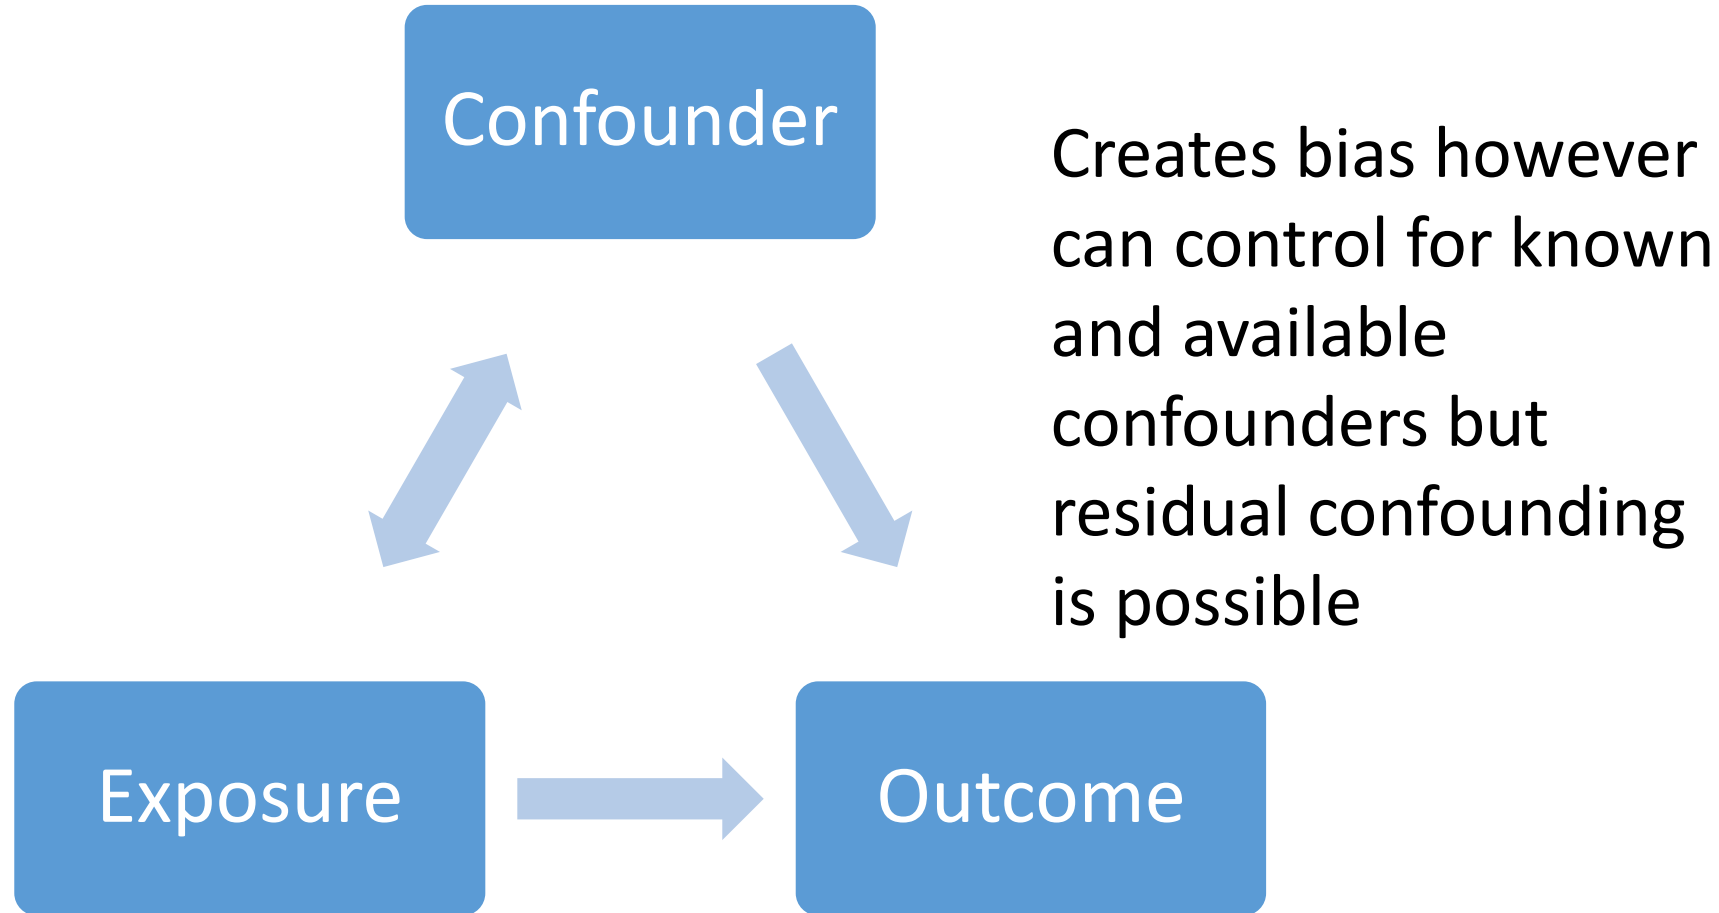 Confounder
Creates bias however
can control for known
and available
confounders but
residual confounding
is possible
Exposure
Outcome